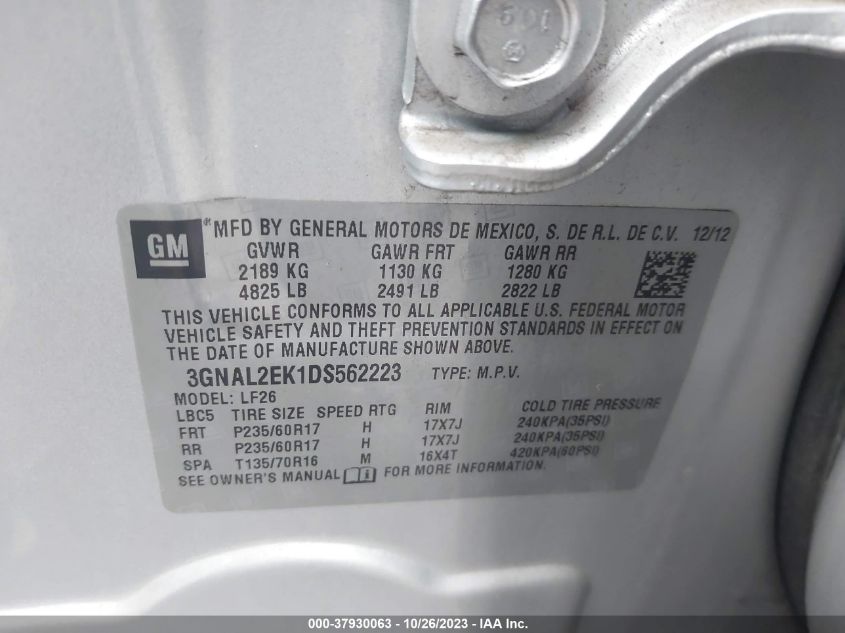 109
GM
MFD BY GENERAL MOTORS DE MEXICO, S. DE R.L. DE C.V. 12/12
GVWR GAWR FRT GAWR RR
2189 KG 1130 KG 1280 KG
4825 LB 2491 LB 2822 LB
THIS VEHICLE CONFORMS TO ALL APPLICABLE U.S. FEDERAL MOTOR
VEHICLE SAFETY AND THEFT PREVENTION STANDARDS IN EFFECT ON
THE DATE OF MANUFACTURE SHOWN ABOVE.
3GNAL2EK1DS562223 TYPE: M.P.V.
MODEL: LF26
LBC5 TIRE SIZE SPEED RTG RIM COLD TIRE PRESSURE
FRT P235/60R17 H 17X7J 240KPA(35PSI)
RR P235/60R17 H 17X7J 240KPA(35PSI)
SPA T135/70R16 M 16X4T 420KPA(60PSI)
SEE OWNER'S MANUAL FOR MORE INFORMATION.
000-37930063 - 10/26/2023 - IAA Inc.